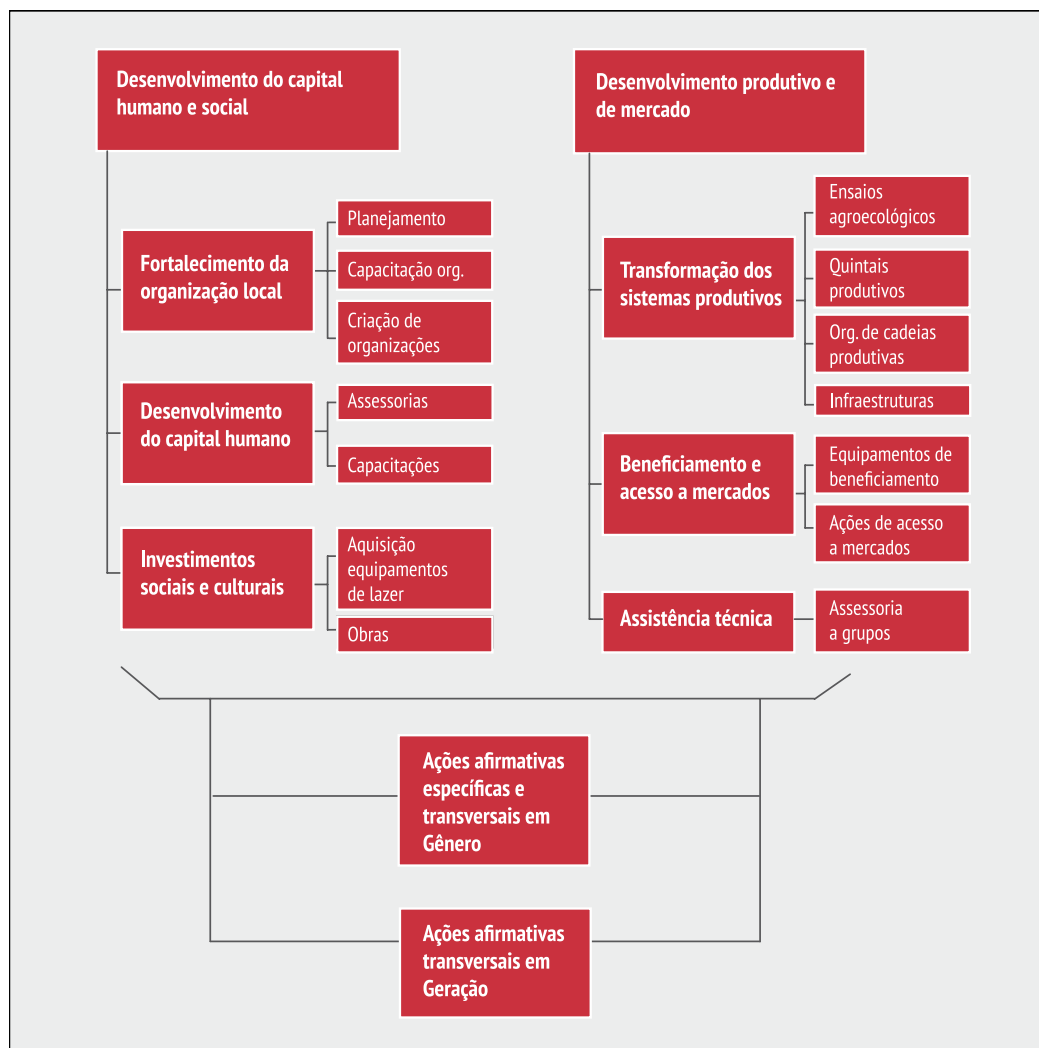 Desenvolvimento do capital
humano e social
Fortalecimento da
organização local
Planejamento
Capacitação org.
Criação de
organizações
Desenvolvimento
do capital humano
Assessorias
Capacitações
Investimentos
sociais e culturais
Aquisição
equipamentos
de lazer
Obras
Desenvolvimento produtivo e
de mercado
Transformação dos
sistemas produtivos
Ensaios
agroecológicos
Quintais
produtivos
Org. de cadeias
produtivas
Infraestruturas
Beneficiamento e
acesso a mercados
Equipamentos de
beneficiamento
Ações de acesso
a mercados
Assistência técnica
Assessoria
a grupos
Ações afirmativas
específicas e
transversais em
Gênero
Ações afirmativas
transversais em
Geração